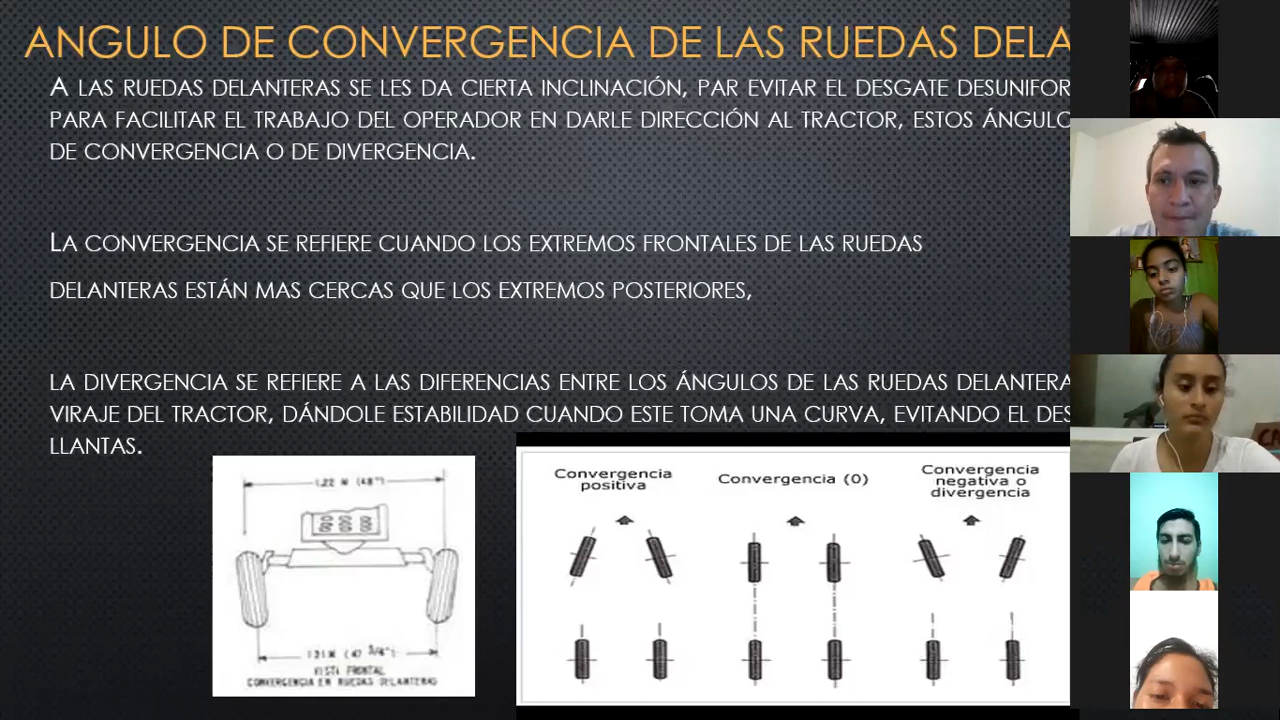 ANGULO DE CONVERGENCIA DE LAS RUEDAS DELA
A LAS RUEDAS DELANTERAS SE LES DA CIERTA INCLINACIÓN, PAR EVITAR EL DESGATE DESUNIFOR
PARA FACILITAR EL TRABAJO DEL OPERADOR EN DARLE DIRECCIÓN AL TRACTOR, ESTOS ÁNGULO
DE CONVERGENCIA O DE DIVERGENCIA.
LA CONVERGENCIA SE REFIERE CUANDO LOS EXTREMOS FRONTALES DE LAS RUEDAS
DELANTERAS ESTÁN MAS CERCAS QUE LOS EXTREMOS POSTERIORES,
LA DIVERGENCIA SE REFIERE A LAS DIFERENCIAS ENTRE LOS ÁNGULOS DE LAS RUEDAS DELANTERA
VIRAJE DEL TRACTOR, DÁNDOLE ESTABILIDAD CUANDO ESTE TOMA UNA CURVA, EVITANDO EL DES
LLANTAS.
1.22 M (48")
VISTA FRONTAL
CONVERGENCIA EN RUEDAS DELANTERAS
Convergencia
positiva
Convergencia (0)
Convergencia
negativa o
divergencia